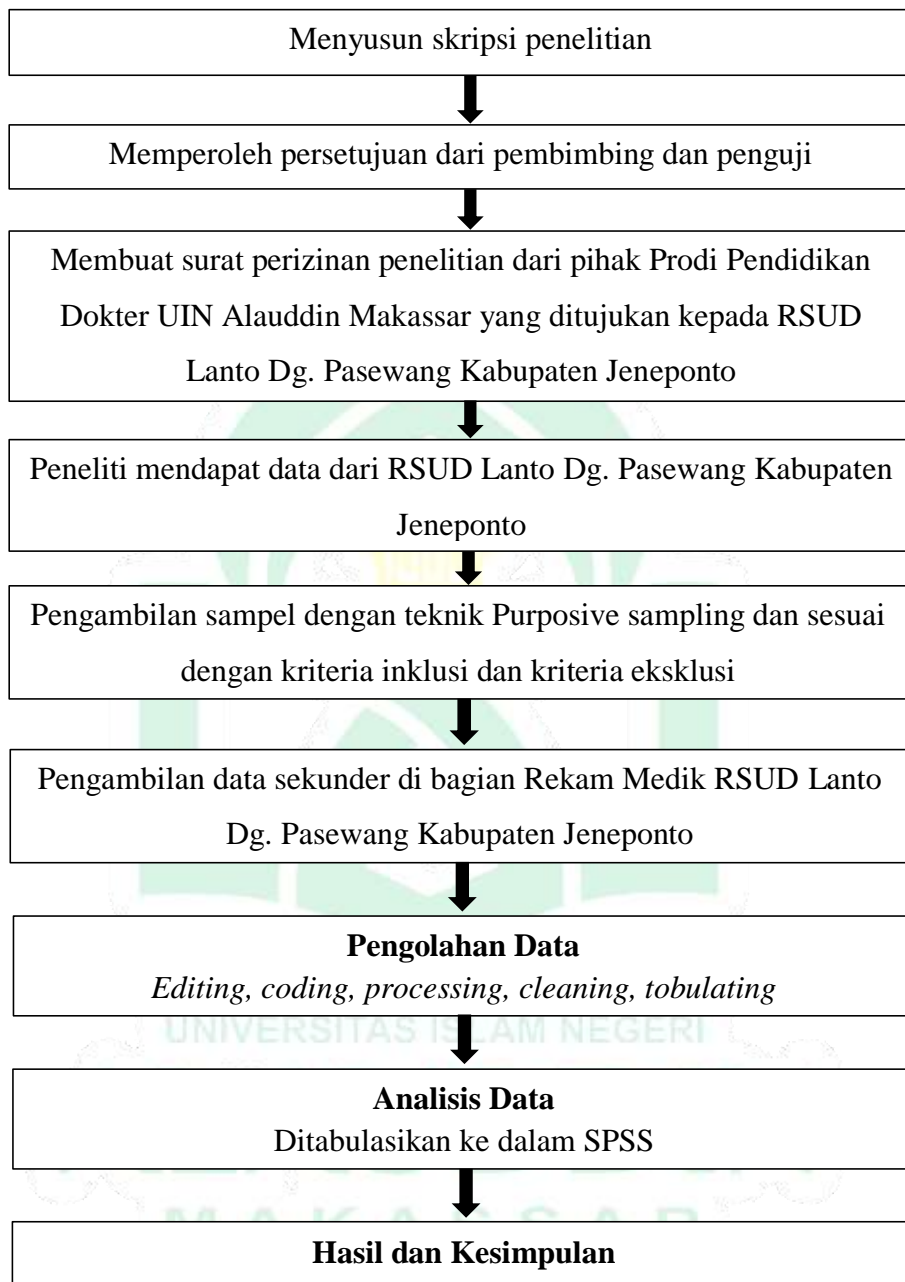 Menyusun skripsi penelitian
Memperoleh persetujuan dari pembimbing dan penguji
Membuat surat perizinan penelitian dari pihak Prodi Pendidikan
Dokter UIN Alauddin Makassar yang ditujukan kepada RSUD
Lanto Dg. Pasewang Kabupaten Jeneponto
Peneliti mendapat data dari RSUD Lanto Dg. Pasewang Kabupaten
Jeneponto
Pengambilan sampel dengan teknik Purposive sampling dan sesuai
dengan kriteria inklusi dan kriteria eksklusi
Pengambilan data sekunder di bagian Rekam Medik RSUD Lanto
Dg. Pasewang Kabupaten Jeneponto
Pengolahan Data
Editing, coding, processing, cleaning, tobulating
UNIVERSITAS ISLAM NEGERI
Analisis Data
Ditabulasikan ke dalam SPSS
Hasil dan Kesimpulan